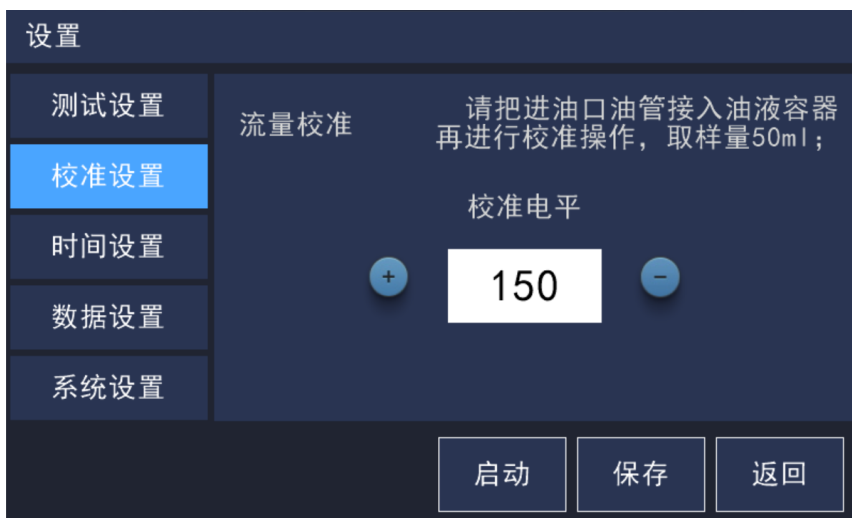 设置
测试设置
校准设置
时间设置
数据设置
系统设置
流量校准
请把进油口油管接入油液容器
再进行校准操作，取样量50ml；
校准电平
+
150
-
启动
保存
返回